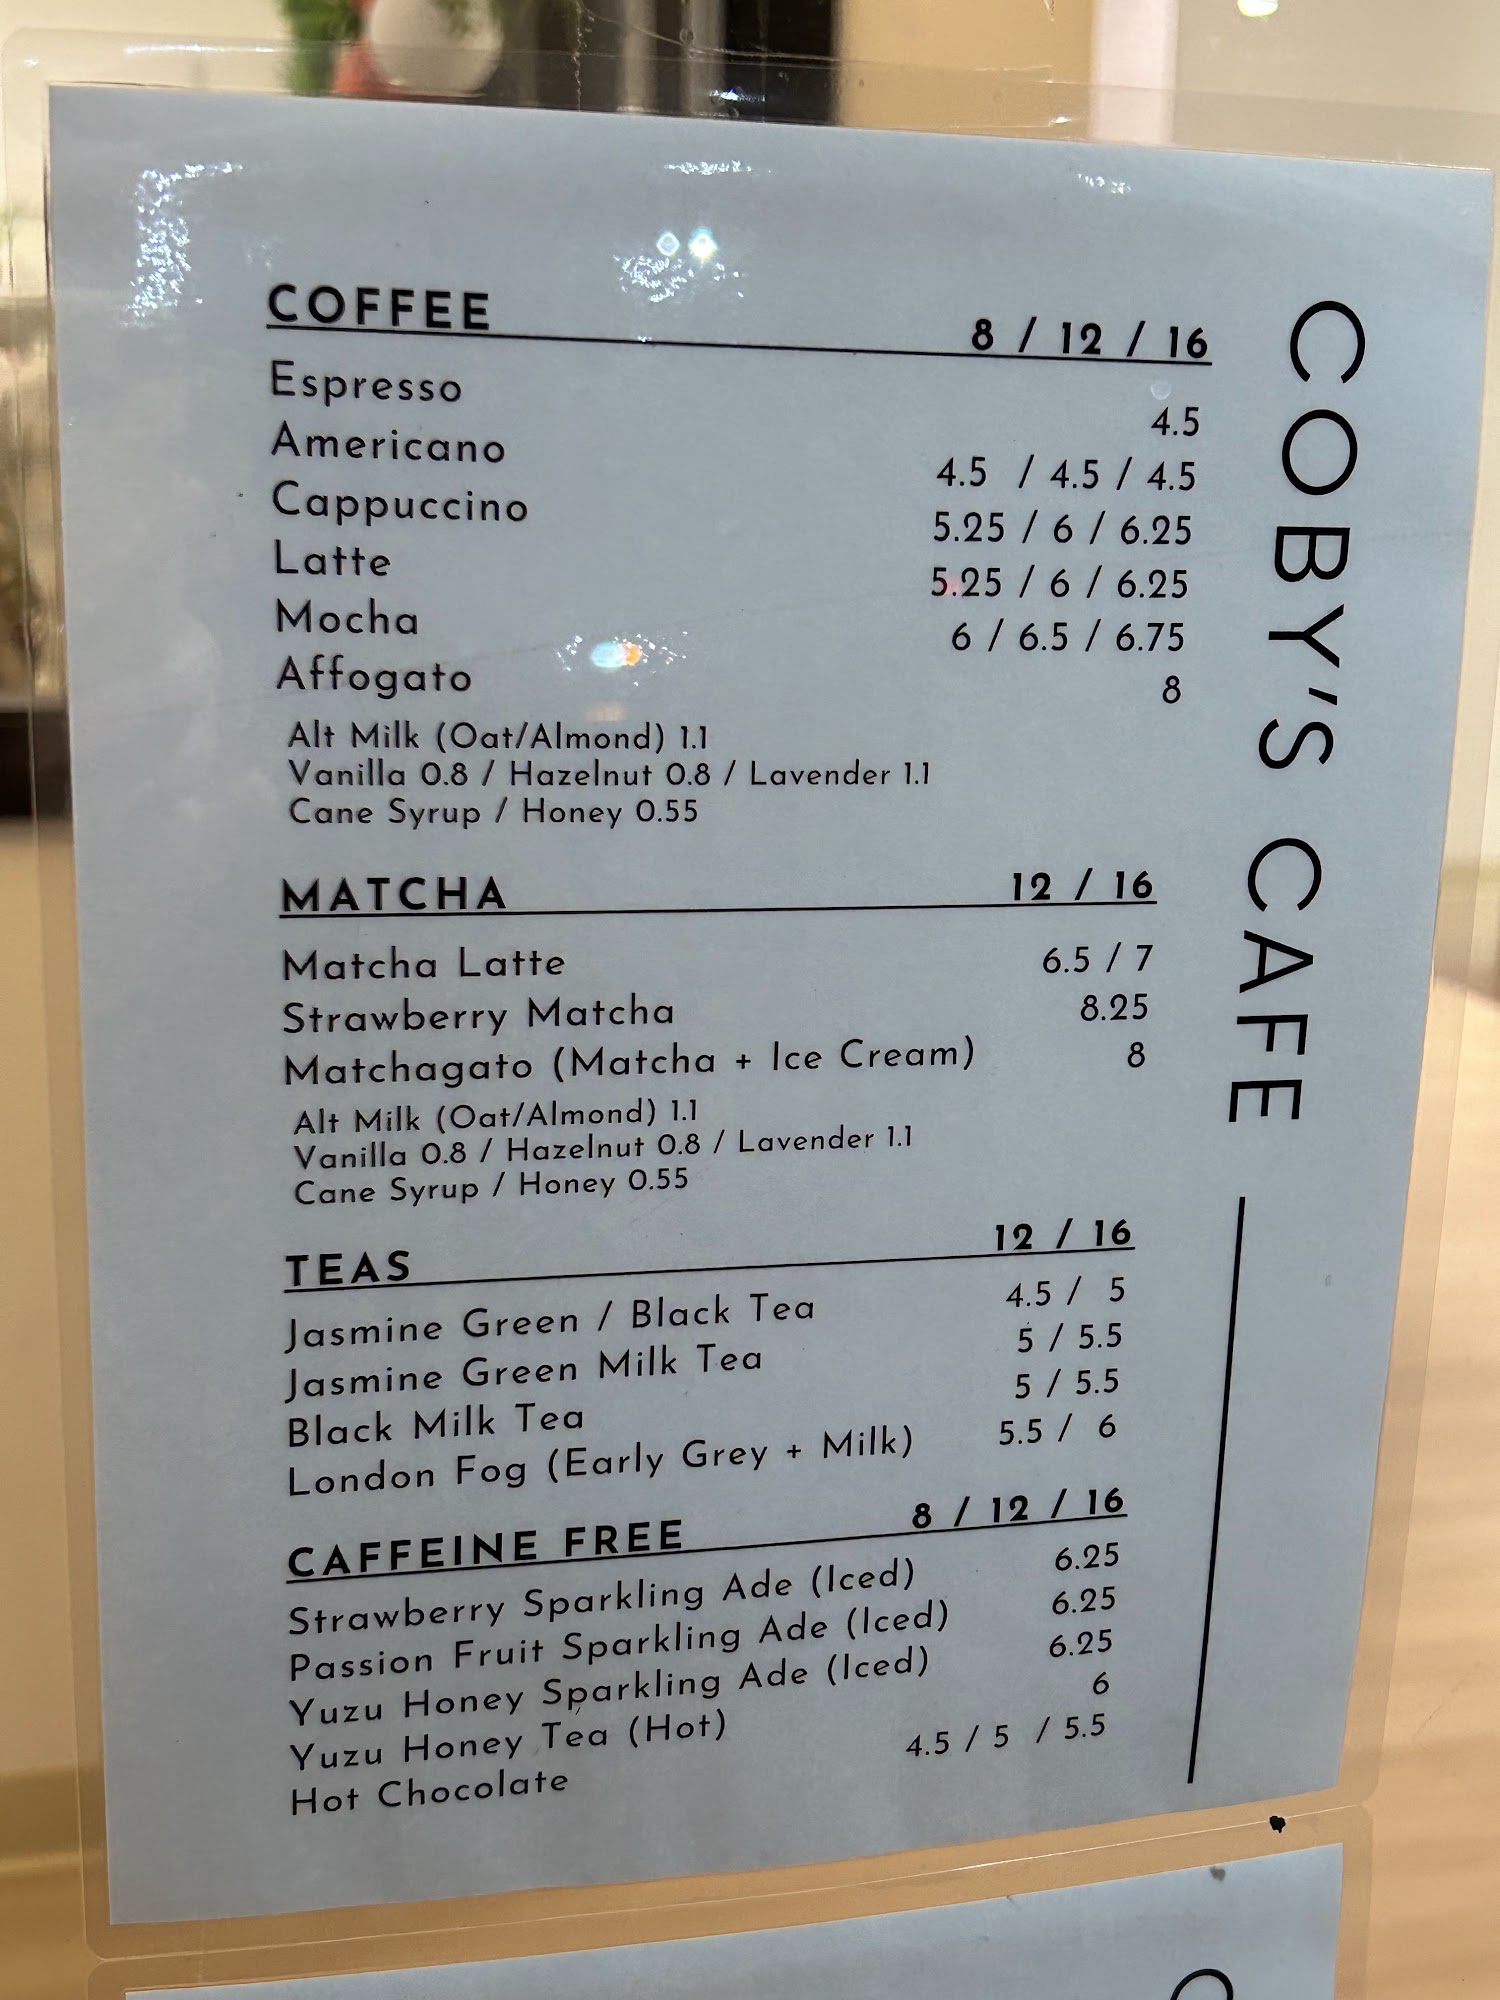 COFFEE 8 / 12 / 16
Espresso 4.5
Americano 4.5 / 4.5 / 4.5
Cappuccino 5.25 / 6 / 6.25
Latte 5.25 / 6 / 6.25
Mocha 6 / 6.5 / 6.75
Affogato 8
Alt Milk (Oat/Almond) 1.1
Vanilla 0.8 / Hazelnut 0.8 / Lavender 1.1
Cane Syrup / Honey 0.55
MATCHA 12 / 16
Matcha Latte 6.5 / 7
Strawberry Matcha 8.25
Matchagato (Matcha + Ice Cream) 8
Alt Milk (Oat/Almond) 1.1
Vanilla 0.8 / Hazelnut 0.8 / Lavender 1.1
Cane Syrup / Honey 0.55
TEAS 12 / 16
Jasmine Green / Black Tea 4.5 / 5
Jasmine Green Milk Tea 5 / 5.5
Black Milk Tea 5 / 5.5
London Fog (Early Grey + Milk) 5.5 / 6
CAFFEINE FREE 8 / 12 / 16
Strawberry Sparkling Ade (Iced) 6.25
Passion Fruit Sparkling Ade (Iced) 6.25
Yuzu Honey Sparkling Ade (Iced) 6.25
Yuzu Honey Tea (Hot) 6
Hot Chocolate 4.5 / 5 / 5.5
COBY'S CAFE